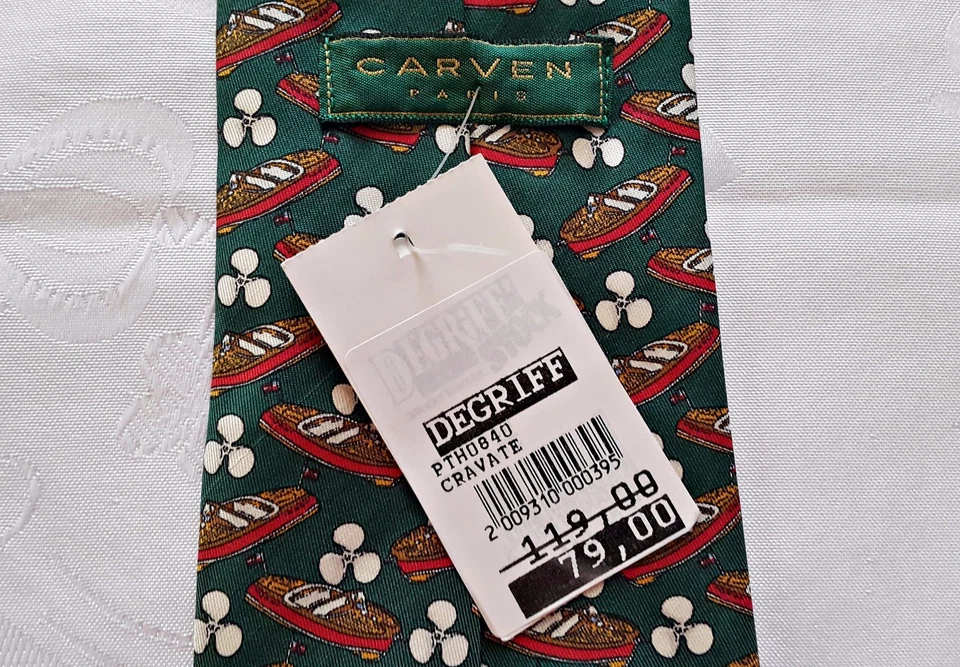 CARVEN
PARIS
DEGRIFF'
STOCK
DEGRIFF
PTH0840
CRAVATE
2 009310 000395
119,00
79,00